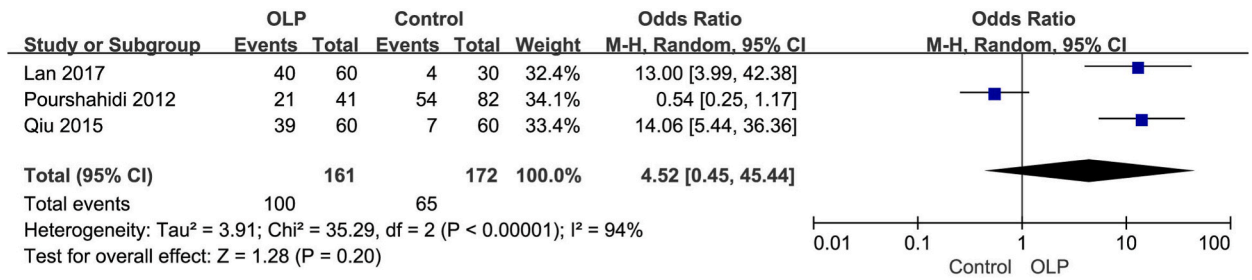 OLP Control Odds Ratio Odds Ratio
Study or Subgroup Events Total Events Total Weight M-H, Random, 95% CI M-H, Random, 95% CI
Lan 2017 40 60 4 30 32.4% 13.00 [3.99, 42.38]
Pourshahidi 2012 21 41 54 82 34.1% 0.54 [0.25, 1.17]
Qiu 2015 39 60 7 60 33.4% 14.06 [5.44, 36.36]
Total (95% CI) 161 172 100.0% 4.52 [0.45, 45.44]
Total events 100 65
Heterogeneity: Tau² = 3.91; Chi² = 35.29, df = 2 (P < 0.00001); I² = 94%
Test for overall effect: Z = 1.28 (P = 0.20)
0.01 0.1 1 10 100
Control OLP